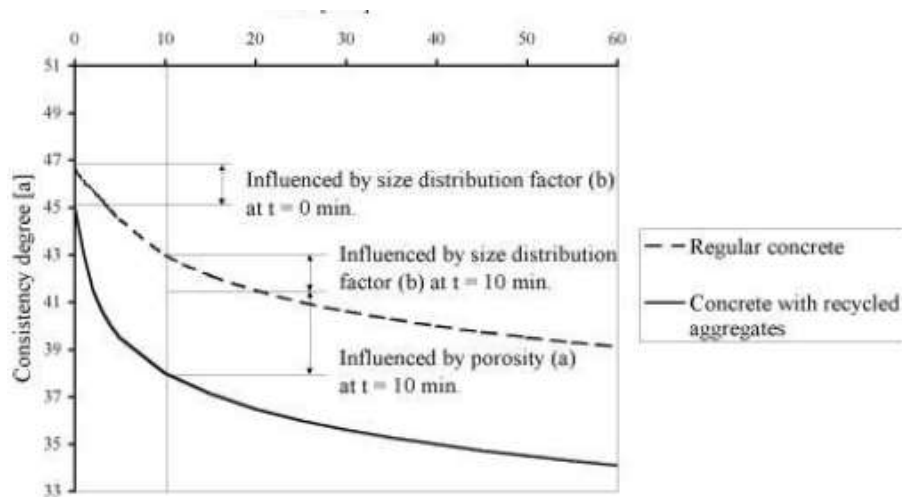 0 10 20 30 40 50 60
51
49
47
45
43
41
39
37
35
33
Consistency degree [a]
Influenced by size distribution factor (b)
at t = 0 min.
Influenced by size distribution
factor (b) at t = 10 min.
Influenced by porosity (a)
at t = 10 min.
Regular concrete
Concrete with recycled
aggregates